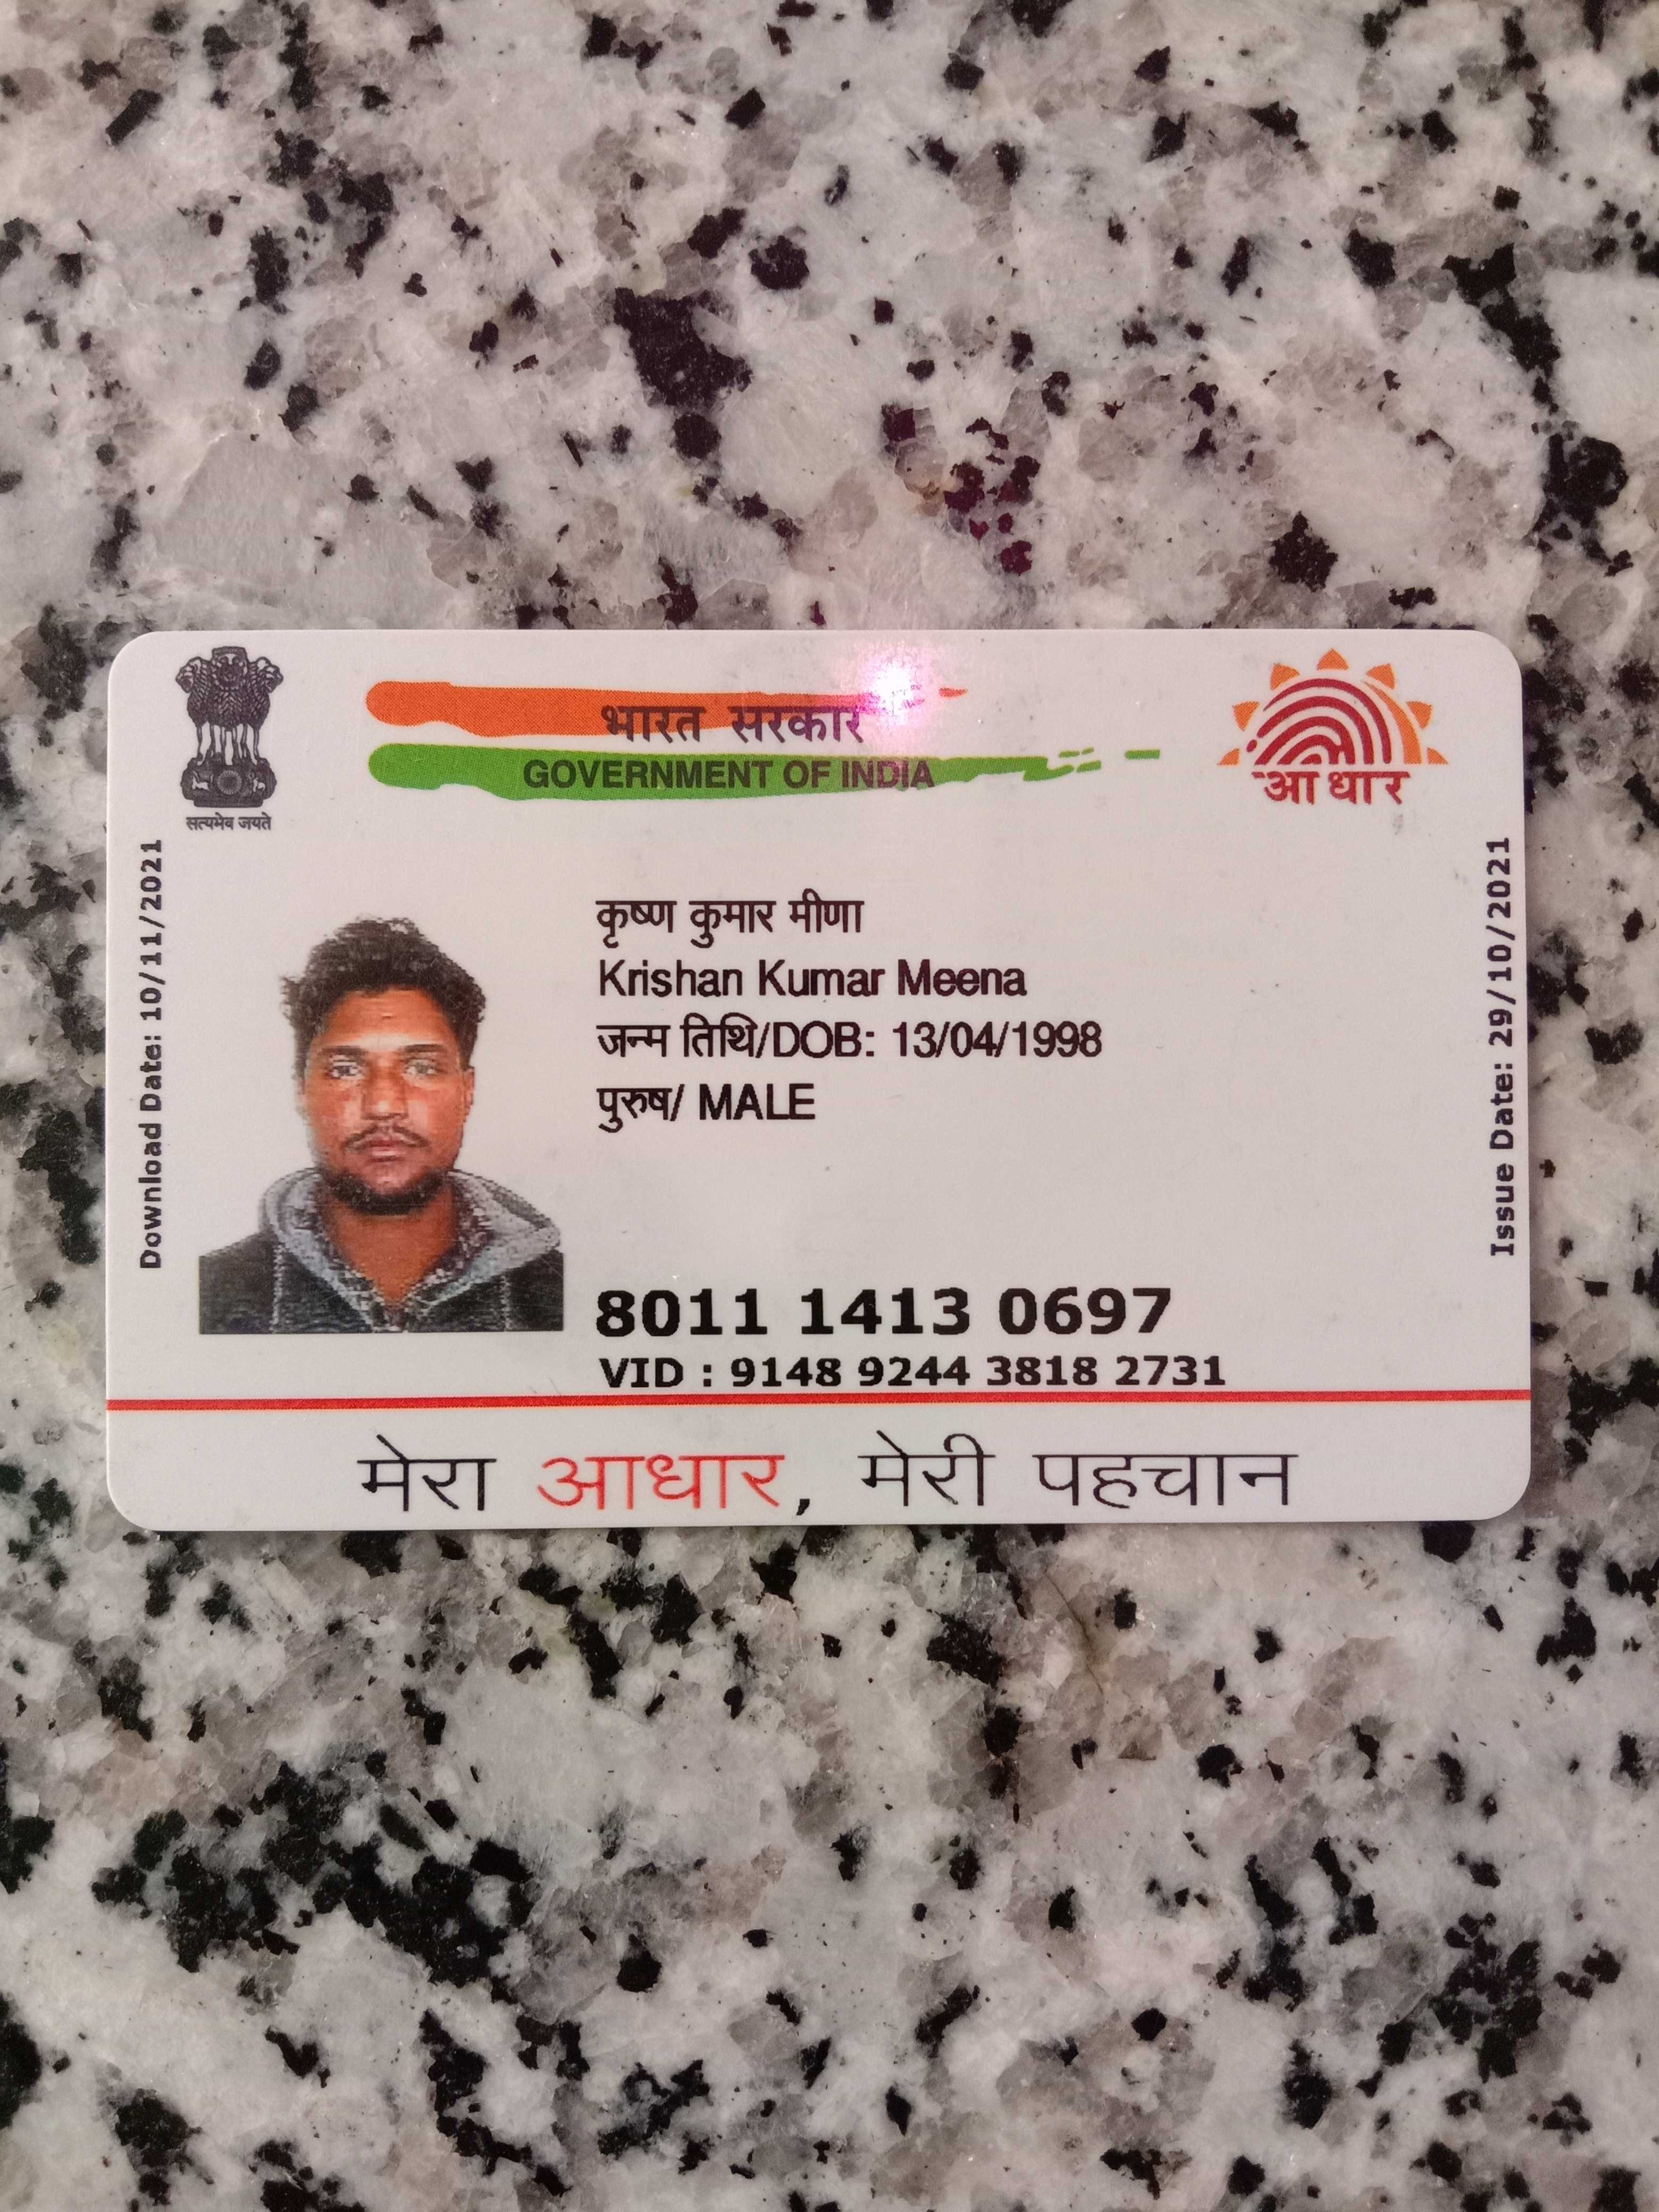 भारत सरकार
GOVERNMENT OF INDIA
सत्यमेव जयते
आधार
Download Date: 10/11/2021
कृष्ण कुमार मीणा
Krishan Kumar Meena
जन्म तिथि/DOB: 13/04/1998
पुरुष/ MALE
Issue Date: 29/10/2021
8011 1413 0697
VID : 9148 9244 3818 2731
मेरा आधार, मेरी पहचान